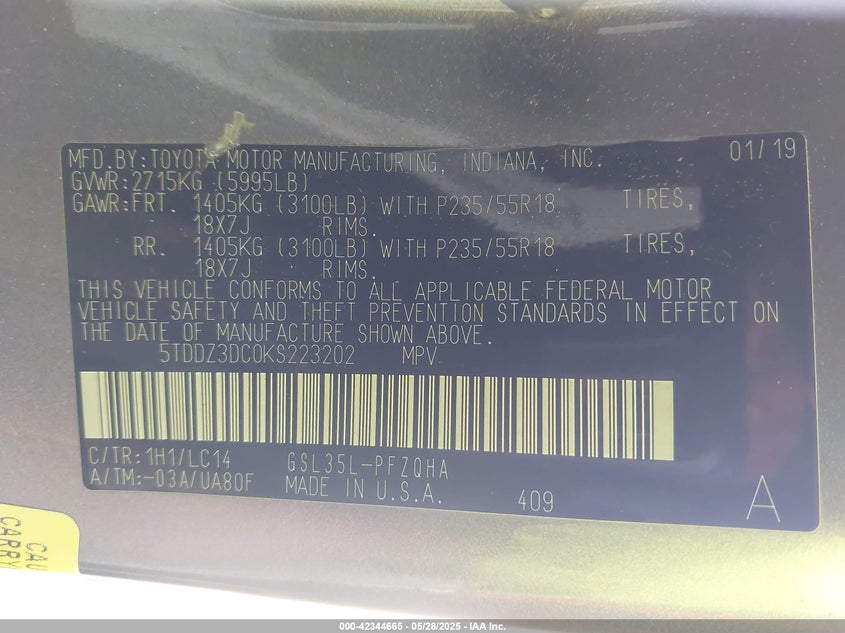 MFD.BY:TOYOTA MOTOR MANUFACTURING, INDIANA, INC. 01/19
GVWR:2715KG (5995LB)
GAWR:FRT. 1405KG (3100LB) WITH P235/55R18 TIRES,
18X7J RIMS.
RR. 1405KG (3100LB) WITH P235/55R18 TIRES,
18X7J RIMS.
THIS VEHICLE CONFORMS TO ALL APPLICABLE FEDERAL MOTOR
VEHICLE SAFETY AND THEFT PREVENTION STANDARDS IN EFFECT ON
THE DATE OF MANUFACTURE SHOWN ABOVE.
5TDDZ3DC0KS223202 MPV
C/TR:1H1/LC14 GSL35L-PFZQHA
A/TM:-03A/UA80F MADE IN U.S.A. 409 A
CAU
CARRY
000-42344665 - 05/28/2025 - IAA Inc.